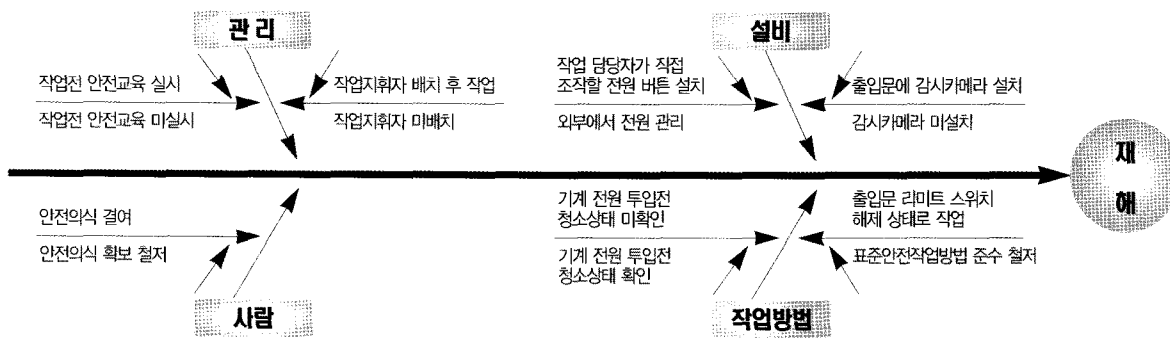 관 리
설비
작업전 안전교육 실시
작업지휘자 배치 후 작업
작업전 안전교육 미실시
작업지휘자 미배치
작업 담당자가 직접
조작할 전원 버튼 설치
출입문에 감시카메라 설치
외부에서 전원 관리
감시카메라 미설치
재
해
안전의식 결여
안전의식 확보 철저
기계 전원 투입전
청소상태 미확인
출입문 리미트 스위치
해제 상태로 작업
기계 전원 투입전
청소상태 확인
표준안전작업방법 준수 철저
사람
작업방법